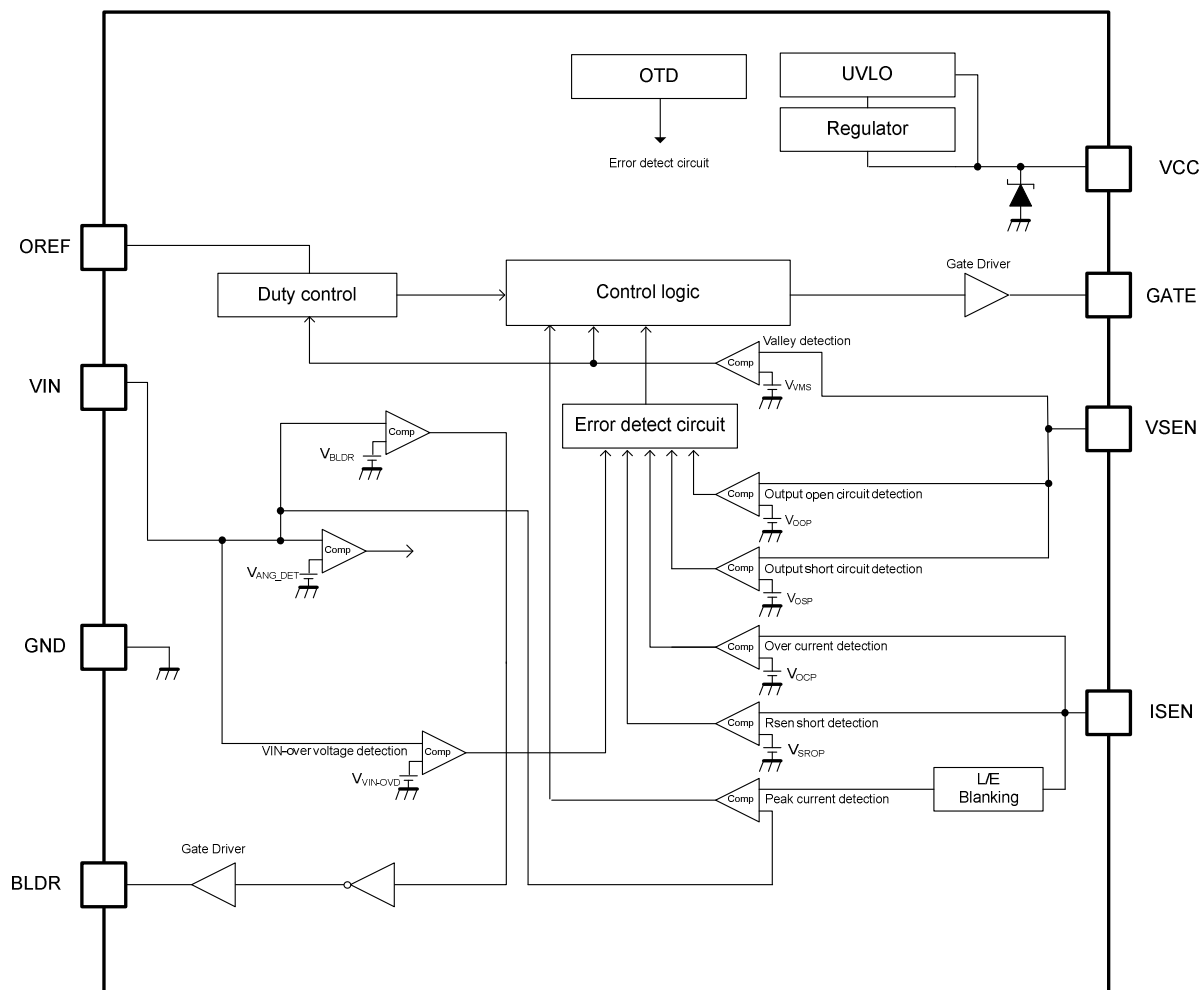 OTD
Error detect circuit
UVLO
Regulator
VCC
OREF
Duty control
Control logic
Gate Driver
GATE
VIN
Comp
Valley detection
VVMS
Error detect circuit
VSEN
Comp
VBLDR
Comp
Output open circuit detection
VOOP
Comp
VANG_DET
Comp
Output short circuit detection
VOSP
GND
Comp
Over current detection
VOCP
ISEN
Comp
Rsen short detection
VSROP
VIN-over voltage detection
Comp
VVIN-OVD
Comp
Peak current detection
L/E
Blanking
Gate Driver
BLDR